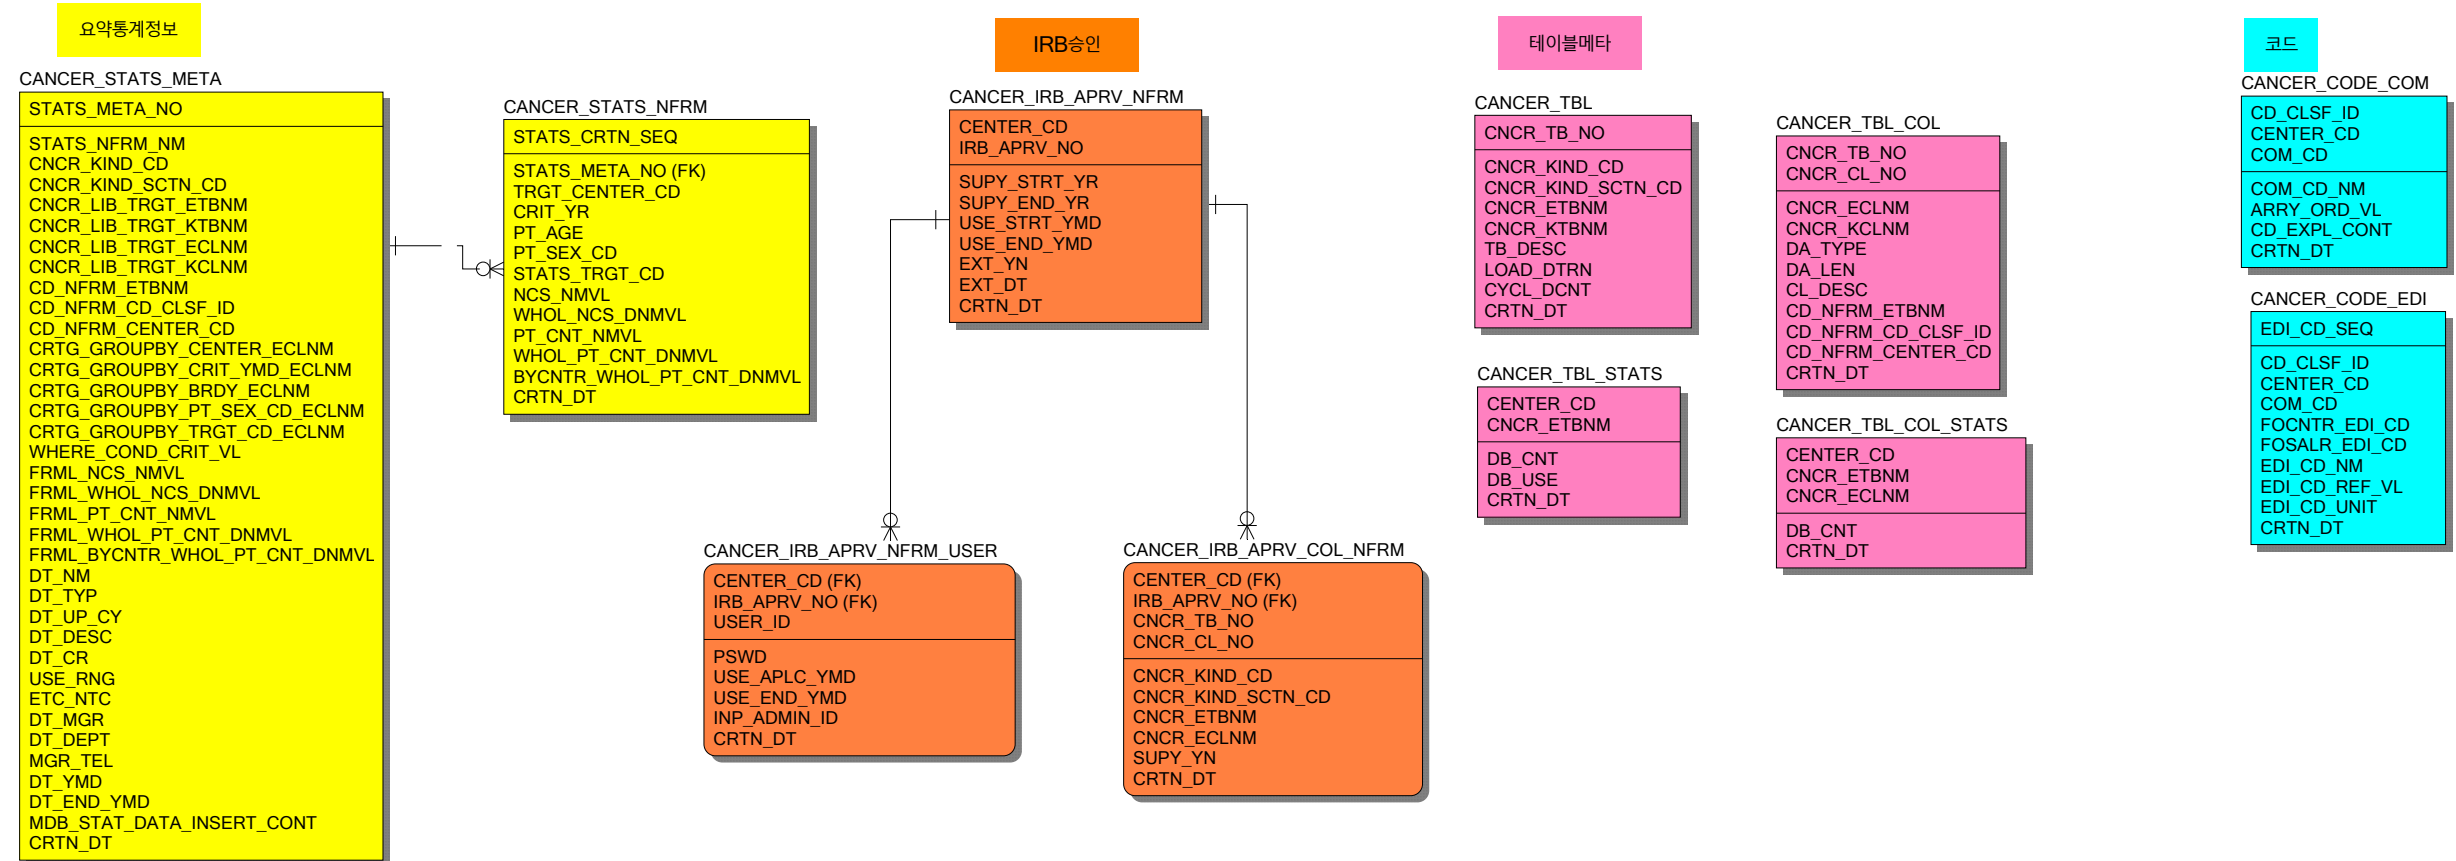 요약통계정보
CANCER_STATS_META
STATS_META_NO
STATS_NFRM_NM
CNCR_KIND_CD
CNCR_KIND_SCTN_CD
CNCR_LIB_TRGT_ETBNM
CNCR_LIB_TRGT_KTBNM
CNCR_LIB_TRGT_ECLNM
CNCR_LIB_TRGT_KCLNM
CD_NFRM_ETBNM
CD_NFRM_CD_CLSF_ID
CD_NFRM_CENTER_CD
CRTG_GROUPBY_CENTER_ECLNM
CRTG_GROUPBY_CRIT_YMD_ECLNM
CRTG_GROUPBY_BRDY_ECLNM
CRTG_GROUPBY_PT_SEX_CD_ECLNM
CRTG_GROUPBY_TRGT_CD_ECLNM
WHERE_COND_CRIT_VL
FRML_NCS_NMVL
FRML_WHOL_NCS_DNMVL
FRML_PT_CNT_NMVL
FRML_WHOL_PT_CNT_DNMVL
FRML_BYCNTR_WHOL_PT_CNT_DNMVL
DT_NM
DT_TYP
DT_UP_CY
DT_DESC
DT_CR
USE_RNG
ETC_NTC
DT_MGR
DT_DEPT
MGR_TEL
DT_YMD
DT_END_YMD
MDB_STAT_DATA_INSERT_CONT
CRTN_DT
CANCER_STATS_NFRM
STATS_CRTN_SEQ
STATS_META_NO (FK)
TRGT_CENTER_CD
CRIT_YR
PT_AGE
PT_SEX_CD
STATS_TRGT_CD
NCS_NMVL
WHOL_NCS_DNMVL
PT_CNT_NMVL
WHOL_PT_CNT_DNMVL
BYCNTR_WHOL_PT_CNT_DNMVL
CRTN_DT
IRB승인
CANCER_IRB_APRV_NFRM
CENTER_CD
IRB_APRV_NO
SUPY_STRT_YR
SUPY_END_YR
USE_STRT_YMD
USE_END_YMD
EXT_YN
EXT_DT
CRTN_DT
CANCER_IRB_APRV_NFRM_USER
CENTER_CD (FK)
IRB_APRV_NO (FK)
USER_ID
PSWD
USE_APLC_YMD
USE_END_YMD
INP_ADMIN_ID
CRTN_DT
CANCER_IRB_APRV_COL_NFRM
CENTER_CD (FK)
IRB_APRV_NO (FK)
CNCR_TB_NO
CNCR_CL_NO
CNCR_KIND_CD
CNCR_KIND_SCTN_CD
CNCR_ETBNM
CNCR_ECLNM
SUPY_YN
CRTN_DT
테이블메타
CANCER_TBL
CNCR_TB_NO
CNCR_KIND_CD
CNCR_KIND_SCTN_CD
CNCR_ETBNM
CNCR_KTBNM
TB_DESC
LOAD_DTRN
CYCL_DCNT
CRTN_DT
CANCER_TBL_STATS
CENTER_CD
CNCR_ETBNM
DB_CNT
DB_USE
CRTN_DT
CANCER_TBL_COL
CNCR_TB_NO
CNCR_CL_NO
CNCR_ECLNM
CNCR_KCLNM
DA_TYPE
DA_LEN
CL_DESC
CD_NFRM_ETBNM
CD_NFRM_CD_CLSF_ID
CD_NFRM_CENTER_CD
CRTN_DT
CANCER_TBL_COL_STATS
CENTER_CD
CNCR_ETBNM
CNCR_ECLNM
DB_CNT
CRTN_DT
코드
CANCER_CODE_COM
CD_CLSF_ID
CENTER_CD
COM_CD
COM_CD_NM
ARRY_ORD_VL
CD_EXPL_CONT
CRTN_DT
CANCER_CODE_EDI
EDI_CD_SEQ
CD_CLSF_ID
CENTER_CD
COM_CD
FOCNTR_EDI_CD
FOSALR_EDI_CD
EDI_CD_NM
EDI_CD_REF_VL
EDI_CD_UNIT
CRTN_DT